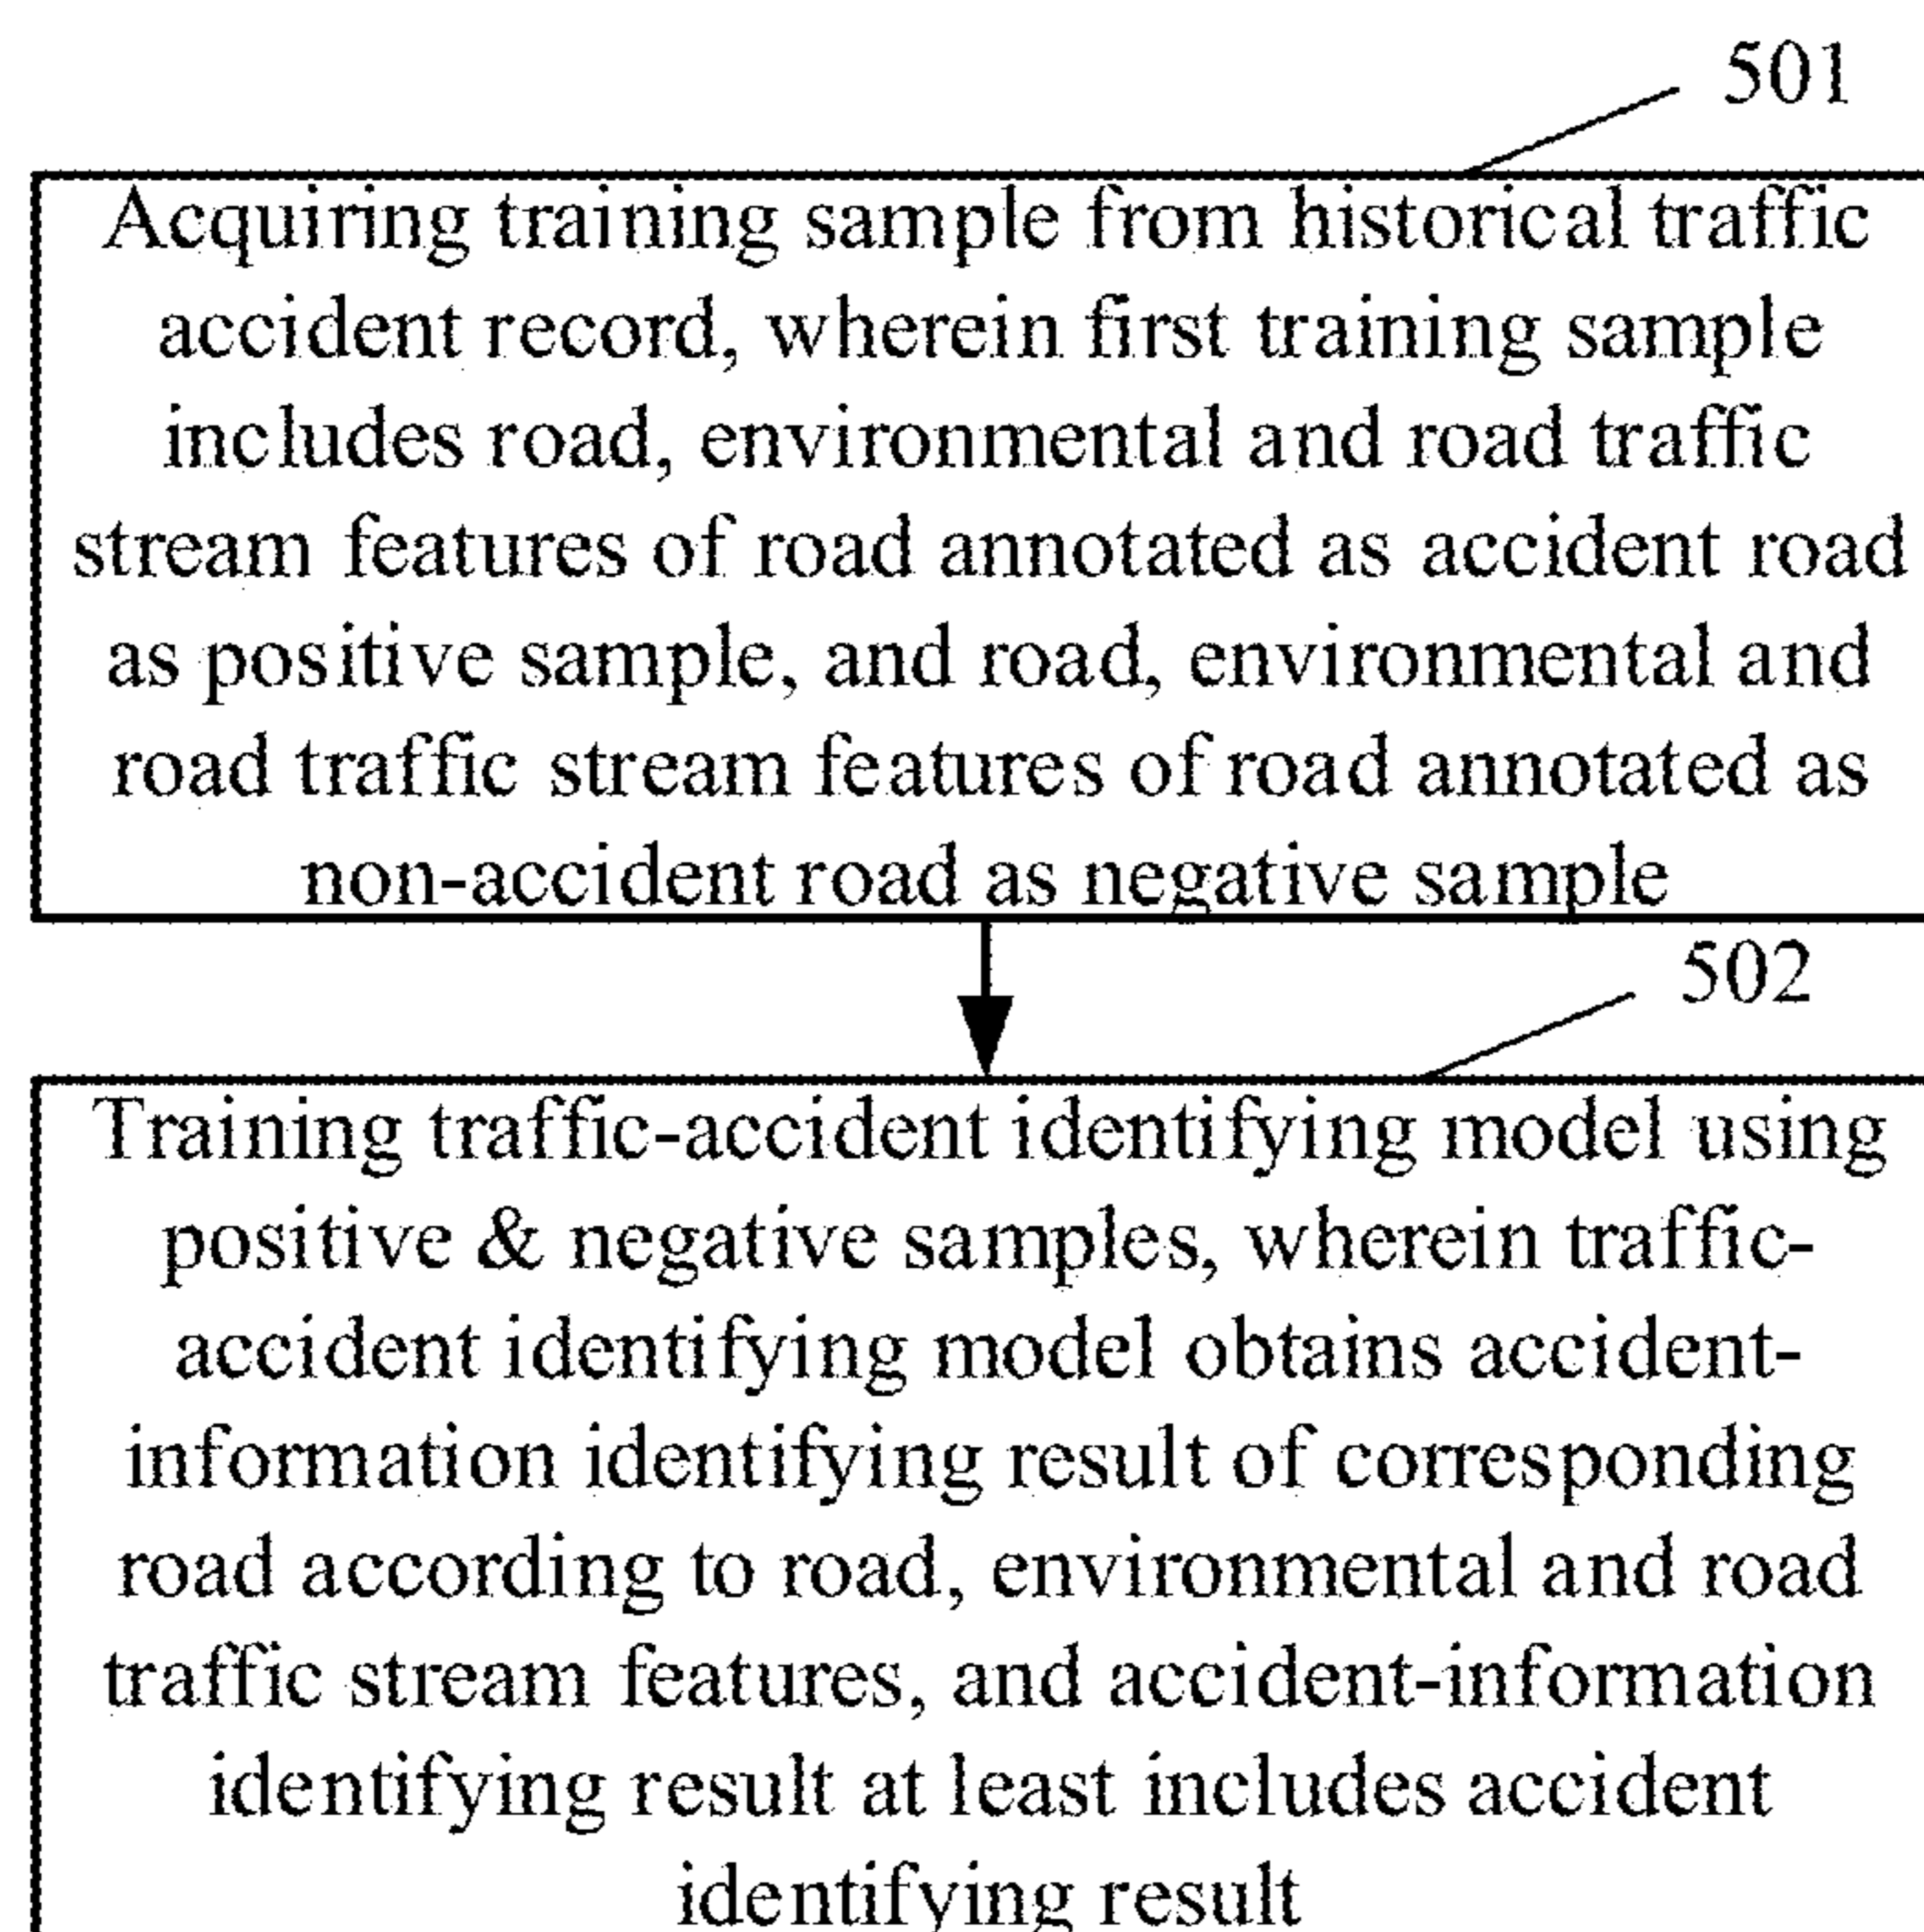 501
Acquiring training sample from historical traffic
accident record, wherein first training sample
includes road, environmental and road traffic
stream features of road annotated as accident road
as positive sample, and road, environmental and
road traffic stream features of road annotated as
non-accident road as negative sample
502
Training traffic-accident identifying model using
positive & negative samples, wherein traffic-
accident identifying model obtains accident-
information identifying result of corresponding
road according to road, environmental and road
traffic stream features, and accident-information
identifying result at least includes accident
identifying result